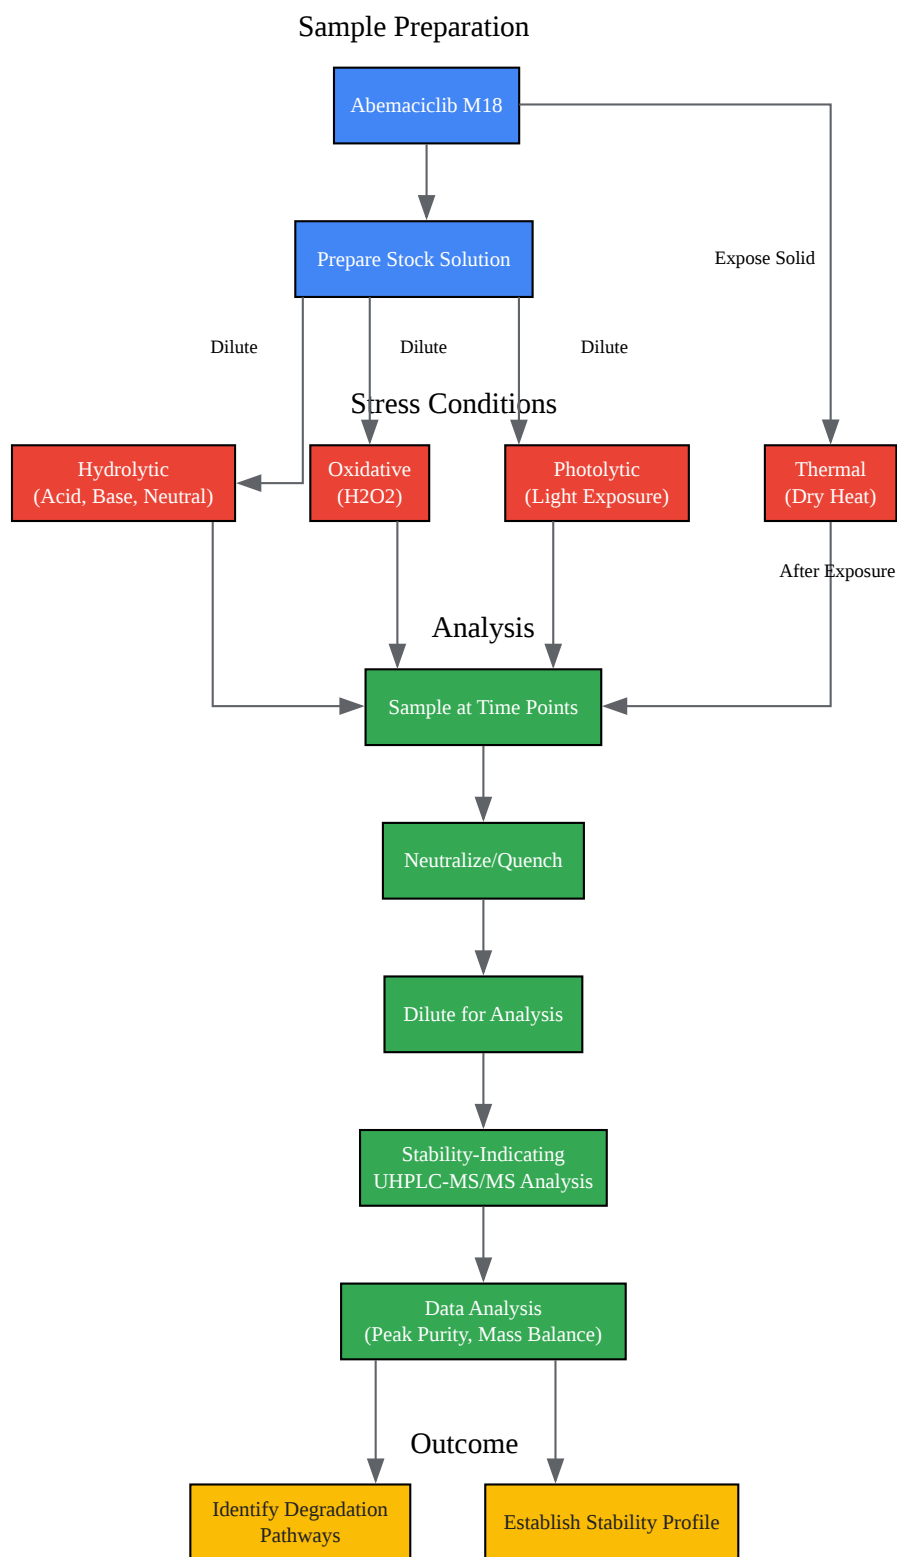 Sample Preparation
Abemaciclib M18
Prepare Stock Solution
Expose Solid
Dilute
Dilute
Dilute
Stress Conditions
Hydrolytic
(Acid, Base, Neutral)
Oxidative
(H2O2)
Photolytic
(Light Exposure)
Thermal
(Dry Heat)
After Exposure
Analysis
Sample at Time Points
Neutralize/Quench
Dilute for Analysis
Stability-Indicating
UHPLC-MS/MS Analysis
Data Analysis
(Peak Purity, Mass Balance)
Outcome
Identify Degradation
Pathways
Establish Stability Profile